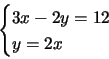 3x − 2y = 12
y = 2x